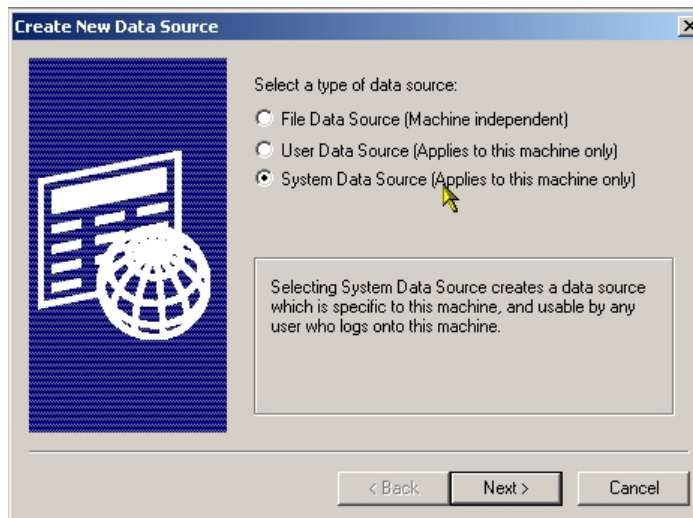 Create New Data Source
Select a type of data source:
File Data Source (Machine independent)
User Data Source (Applies to this machine only)
System Data Source (Applies to this machine only)
Selecting System Data Source creates a data source
which is specific to this machine, and usable by any
user who logs onto this machine.
< Back
Next >
Cancel